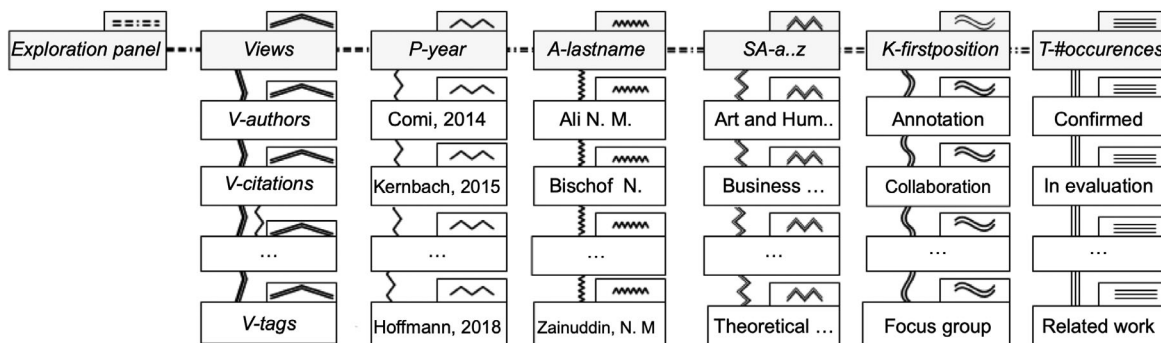 Exploration panel
Views
P-year
A-lastname
SA-a..z
K-firstposition
T-#occurences
V-authors
Comi, 2014
Ali N. M.
Art and Hum..
Annotation
Confirmed
V-citations
Kernbach, 2015
Bischof N.
Business ...
Collaboration
In evaluation
...
...
...
...
...
...
V-tags
Hoffmann, 2018
Zainuddin, N. M
Theoretical ...
Focus group
Related work